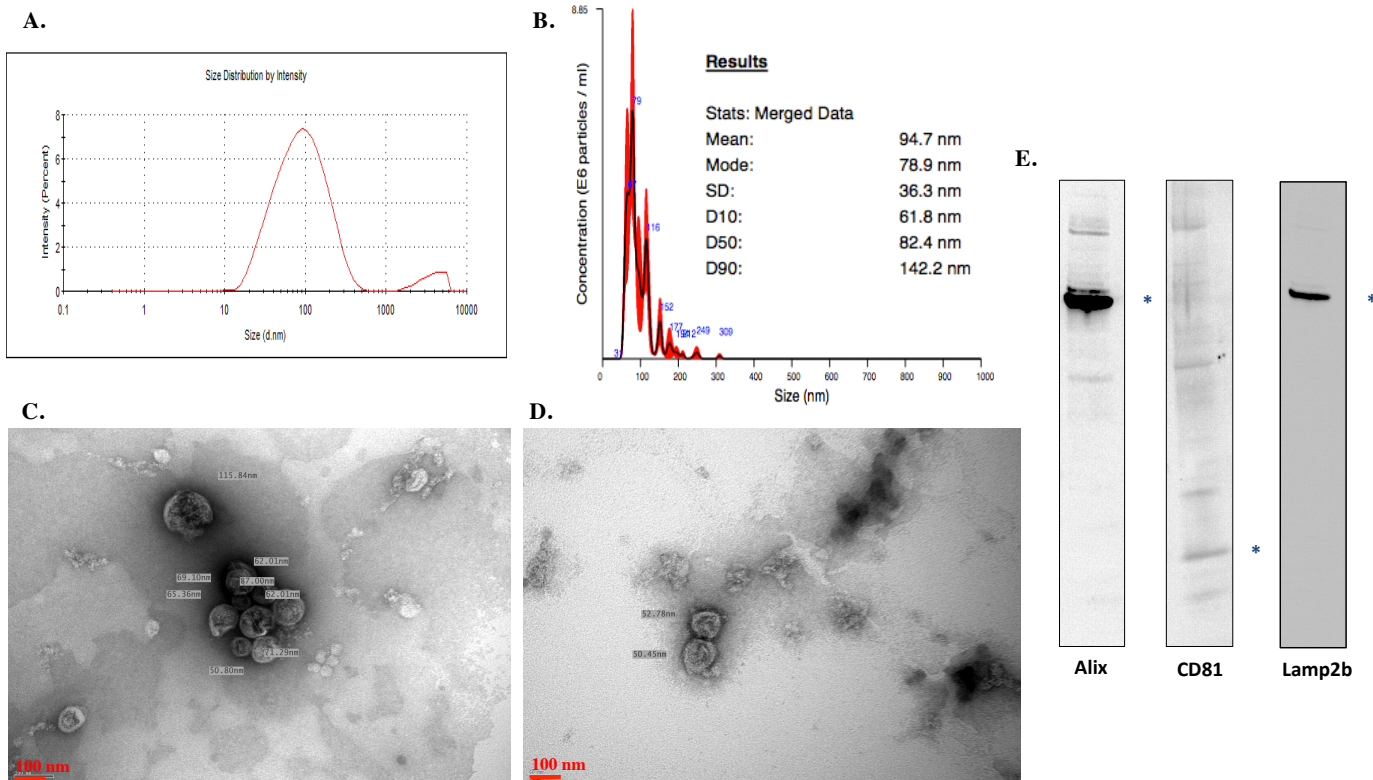 A.
Size Distribution by Intensity
Intensity (Percent)
8
6
4
2
0
0.1 1 10 100 1000 10000
Size (d.nm)
B.
8.85
Concentration (E6 particles / ml)
79
116
152
177
249
309
0
0 100 200 300 400 500 600 700 800 900 1000
Size (nm)
Results
Stats: Merged Data
Mean: 94.7 nm
Mode: 78.9 nm
SD: 36.3 nm
D10: 61.8 nm
D50: 82.4 nm
D90: 142.2 nm
C.
115.84nm
62.01nm
69.10nm
87.00nm
65.36nm
62.01nm
71.29nm
50.80nm
100 nm
D.
52.78nm
50.45nm
100 nm
E.
*
*
*
Alix
CD81
Lamp2b